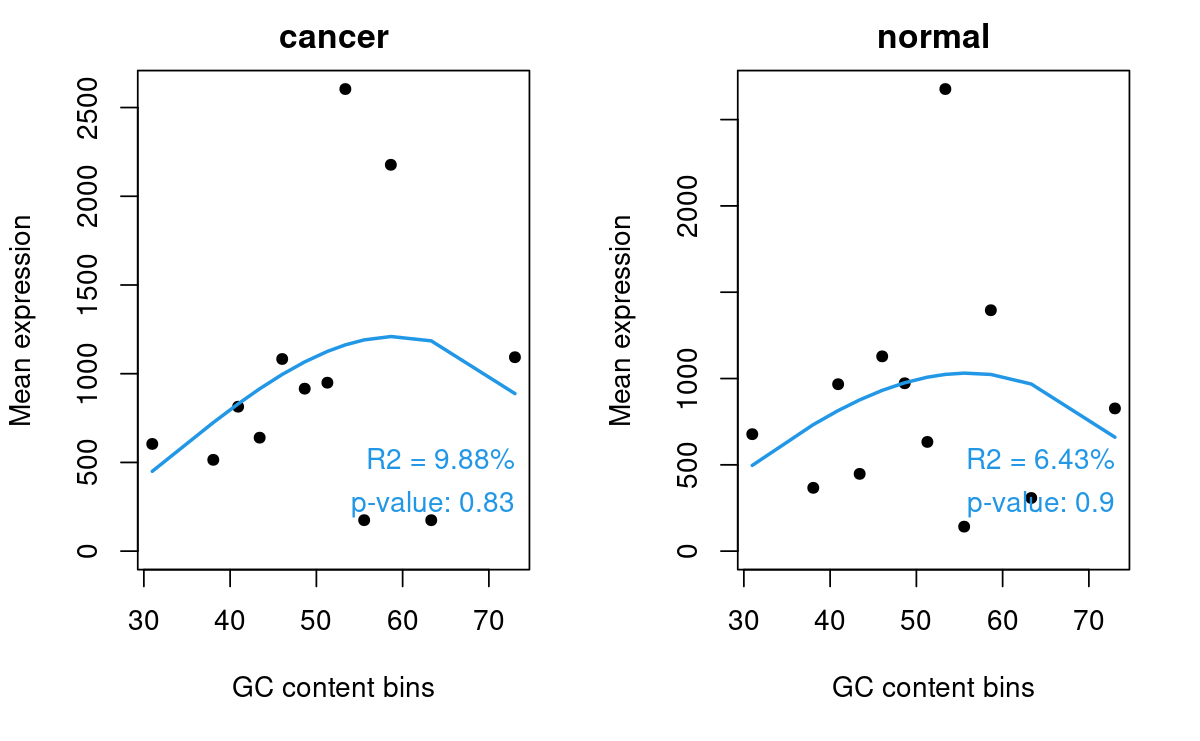 cancer
Mean expression
2500
2000
1500
1000
500
0
R2 = 9.88%
p-value: 0.83
30 40 50 60 70
GC content bins
normal
Mean expression
2000
1000
500
0
R2 = 6.43%
p-value: 0.9
30 40 50 60 70
GC content bins